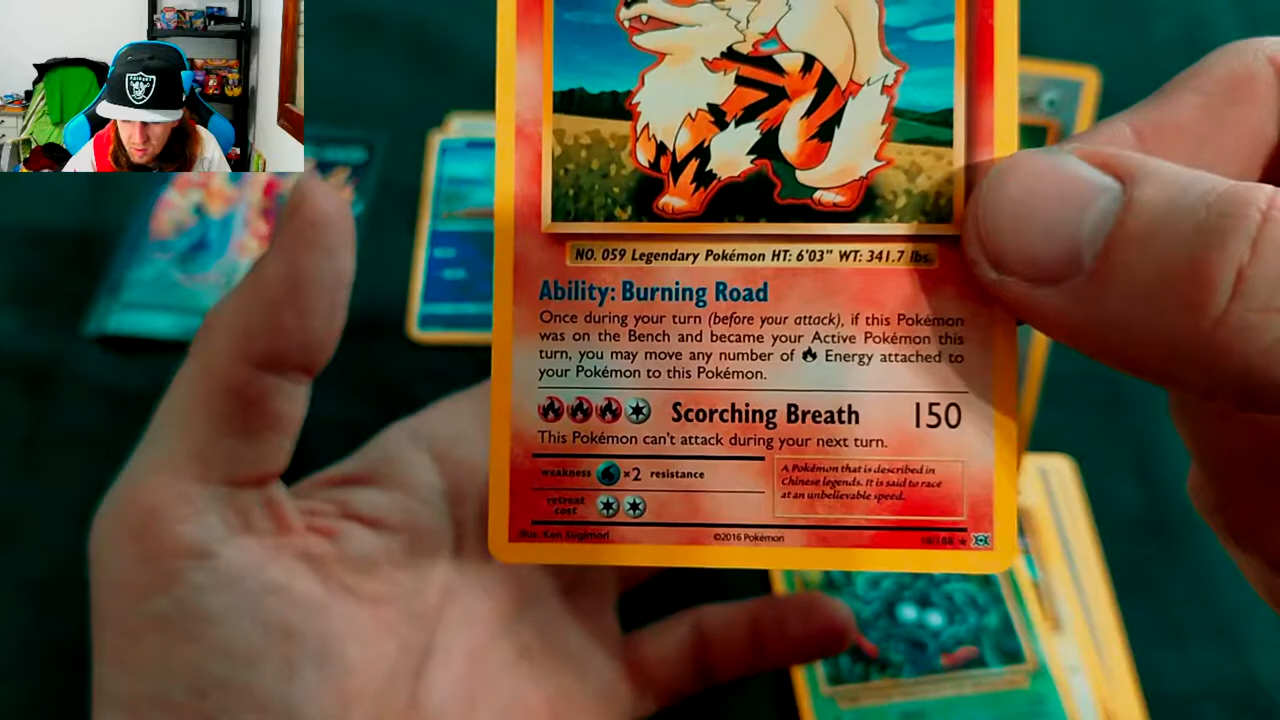 RAIDERS
NO. 059 Legendary Pokémon HT: 6'03" WT: 341.7 lbs.
Ability: Burning Road
Once during your turn (before your attack), if this Pokémon
was on the Bench and became your Active Pokémon this
turn, you may move any number of Energy attached to
your Pokémon to this Pokémon.
Scorching Breath 150
This Pokémon can't attack during your next turn.
weakness ×2 resistance
A Pokémon that is described in
Chinese legends. It is said to race
at an unbelievable speed.
retreat
cost
Illus. Ken Sugimori ©2016 Pokémon 18/108